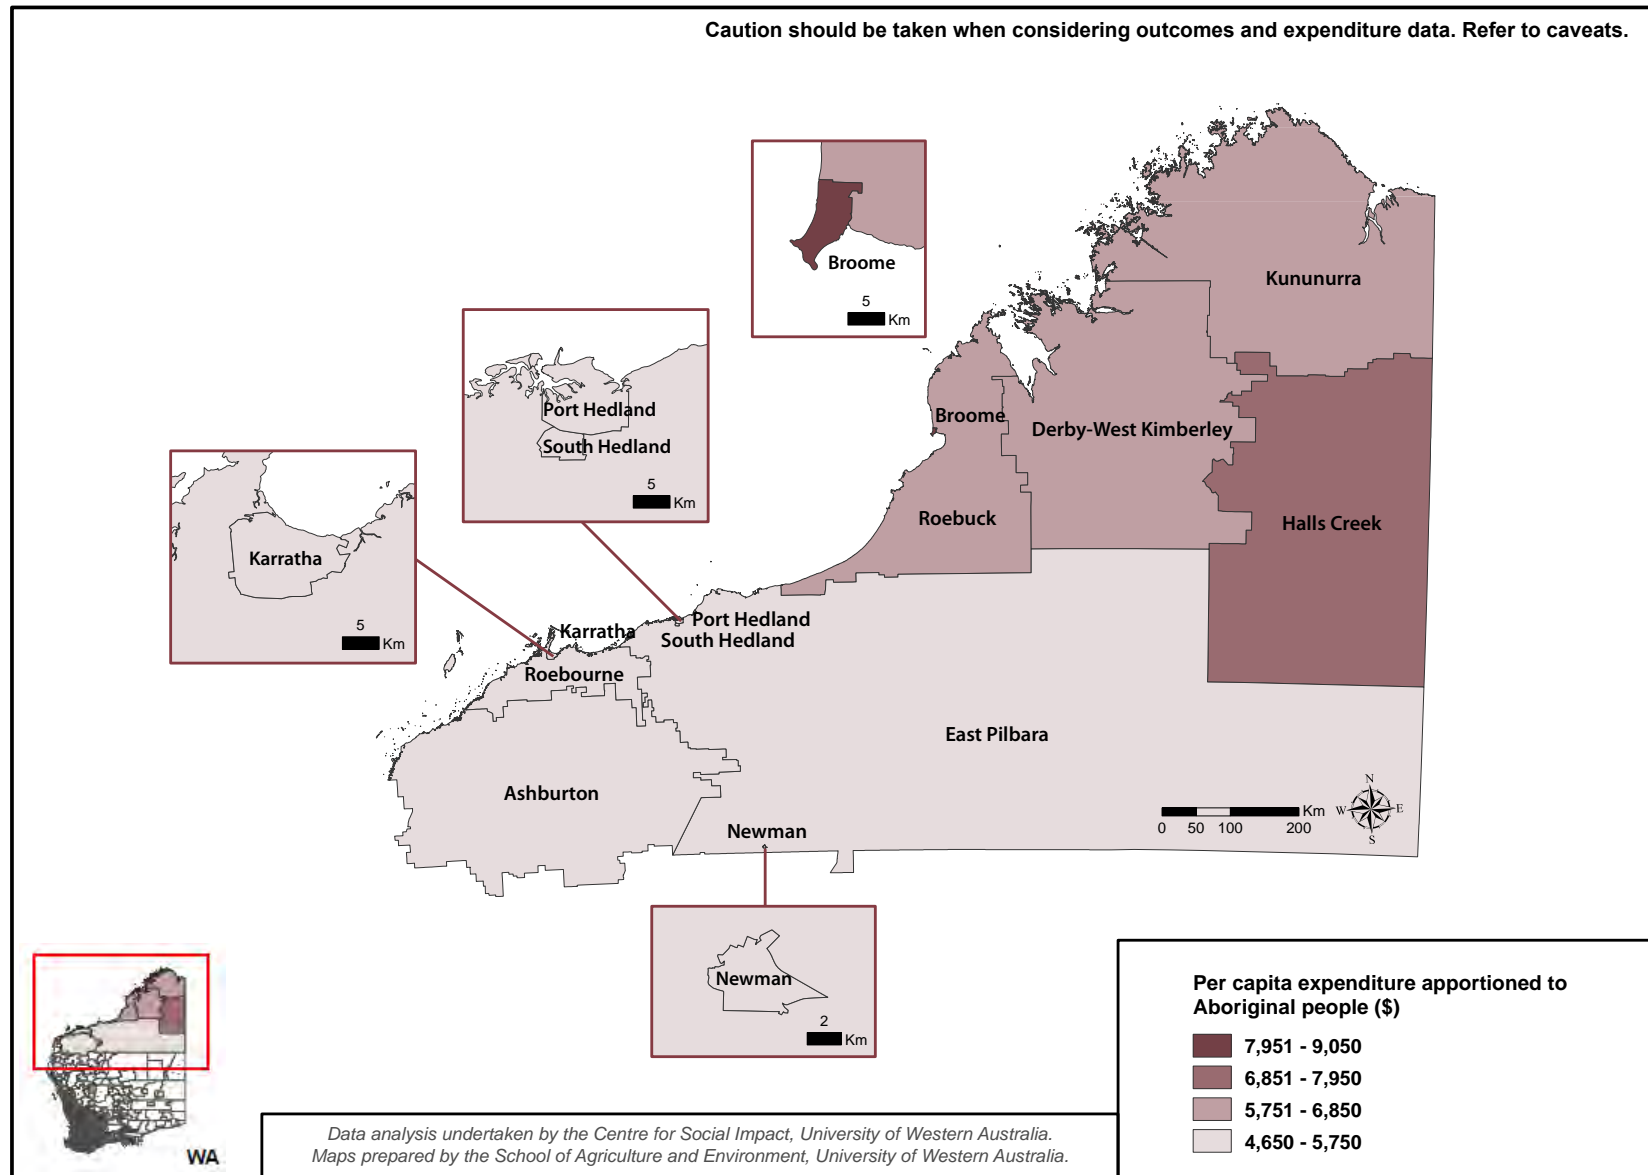 Caution should be taken when considering outcomes and expenditure data. Refer to caveats.
Broome
5
Km
Kununurra
Port Hedland
South Hedland
5
Km
Broome
Derby-West Kimberley
Karratha
5
Km
Roebuck
Halls Creek
Karratha
Port Hedland
South Hedland
Roebourne
East Pilbara
Ashburton
Newman
Km
0 50 100 200
N
W E
S
Newman
2
Km
WA
Per capita expenditure apportioned to
Aboriginal people ($)
7,951 - 9,050
6,851 - 7,950
5,751 - 6,850
4,650 - 5,750
Data analysis undertaken by the Centre for Social Impact, University of Western Australia.
Maps prepared by the School of Agriculture and Environment, University of Western Australia.